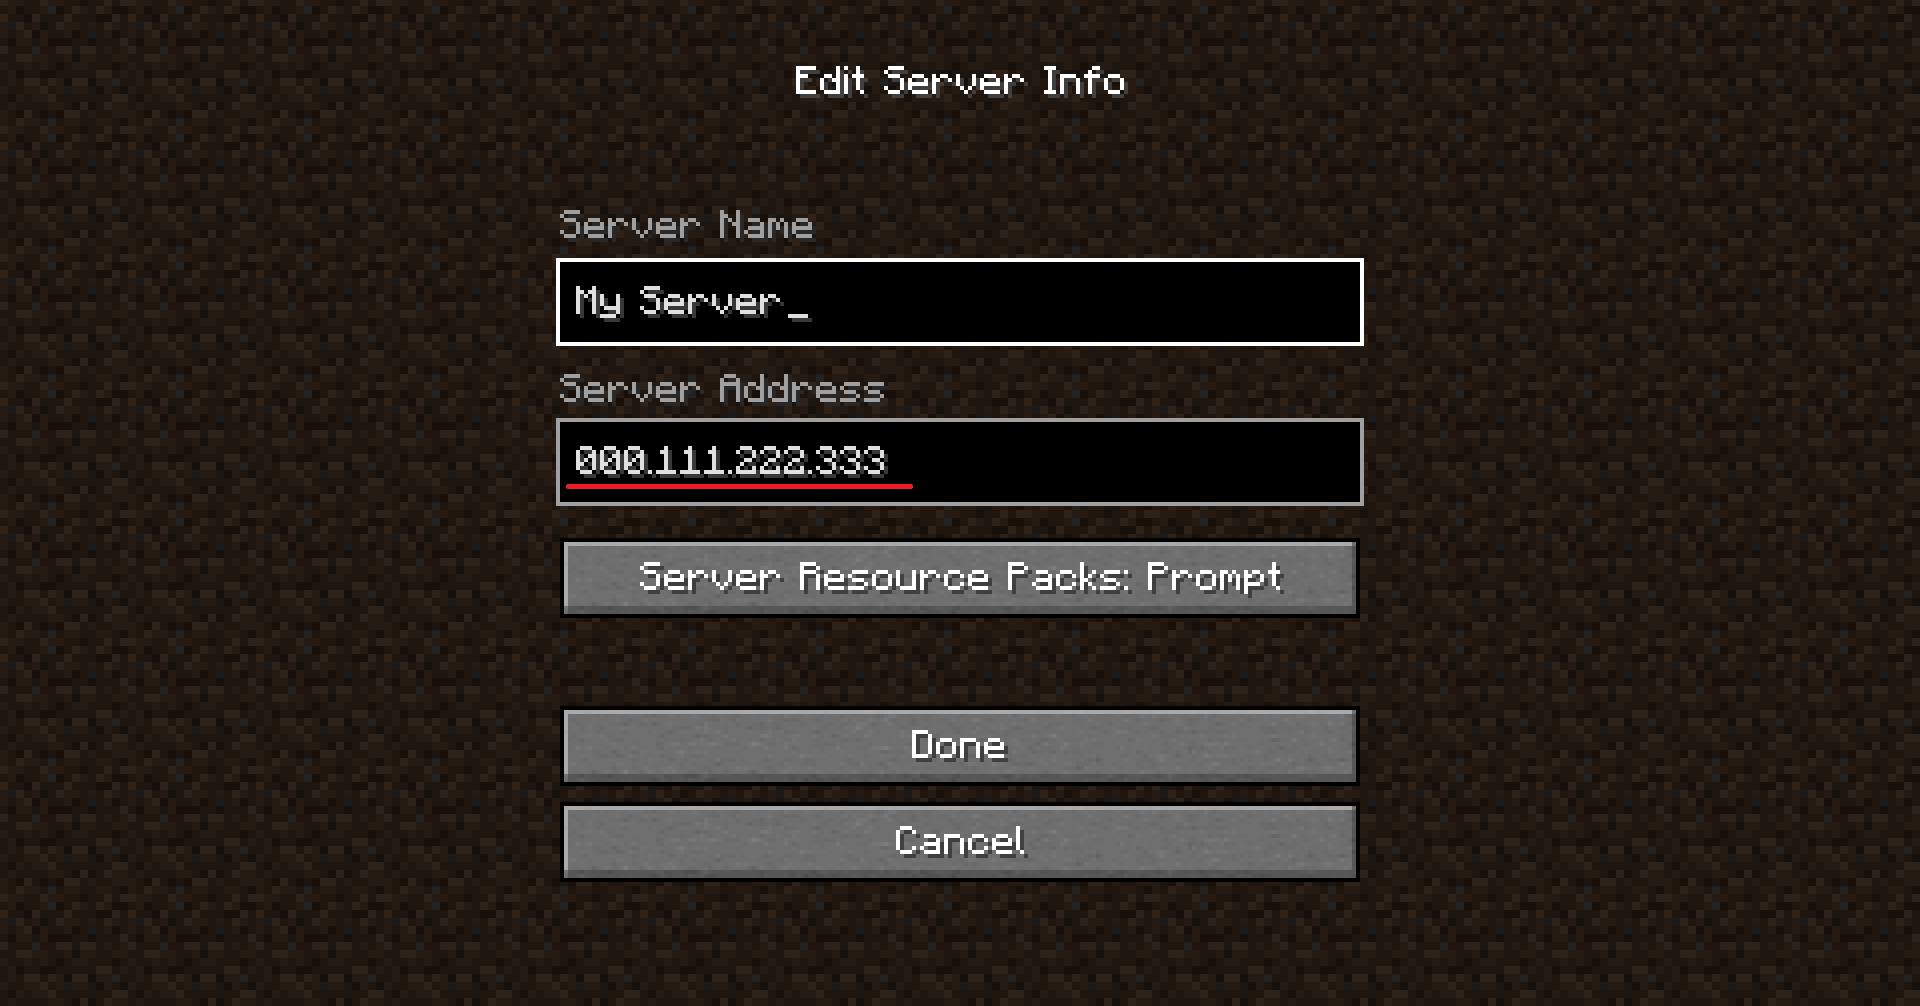 Edit Server Info
Server Name
My Server_
Server Address
000.111.222.333
Server Resource Packs: Prompt
Done
Cancel